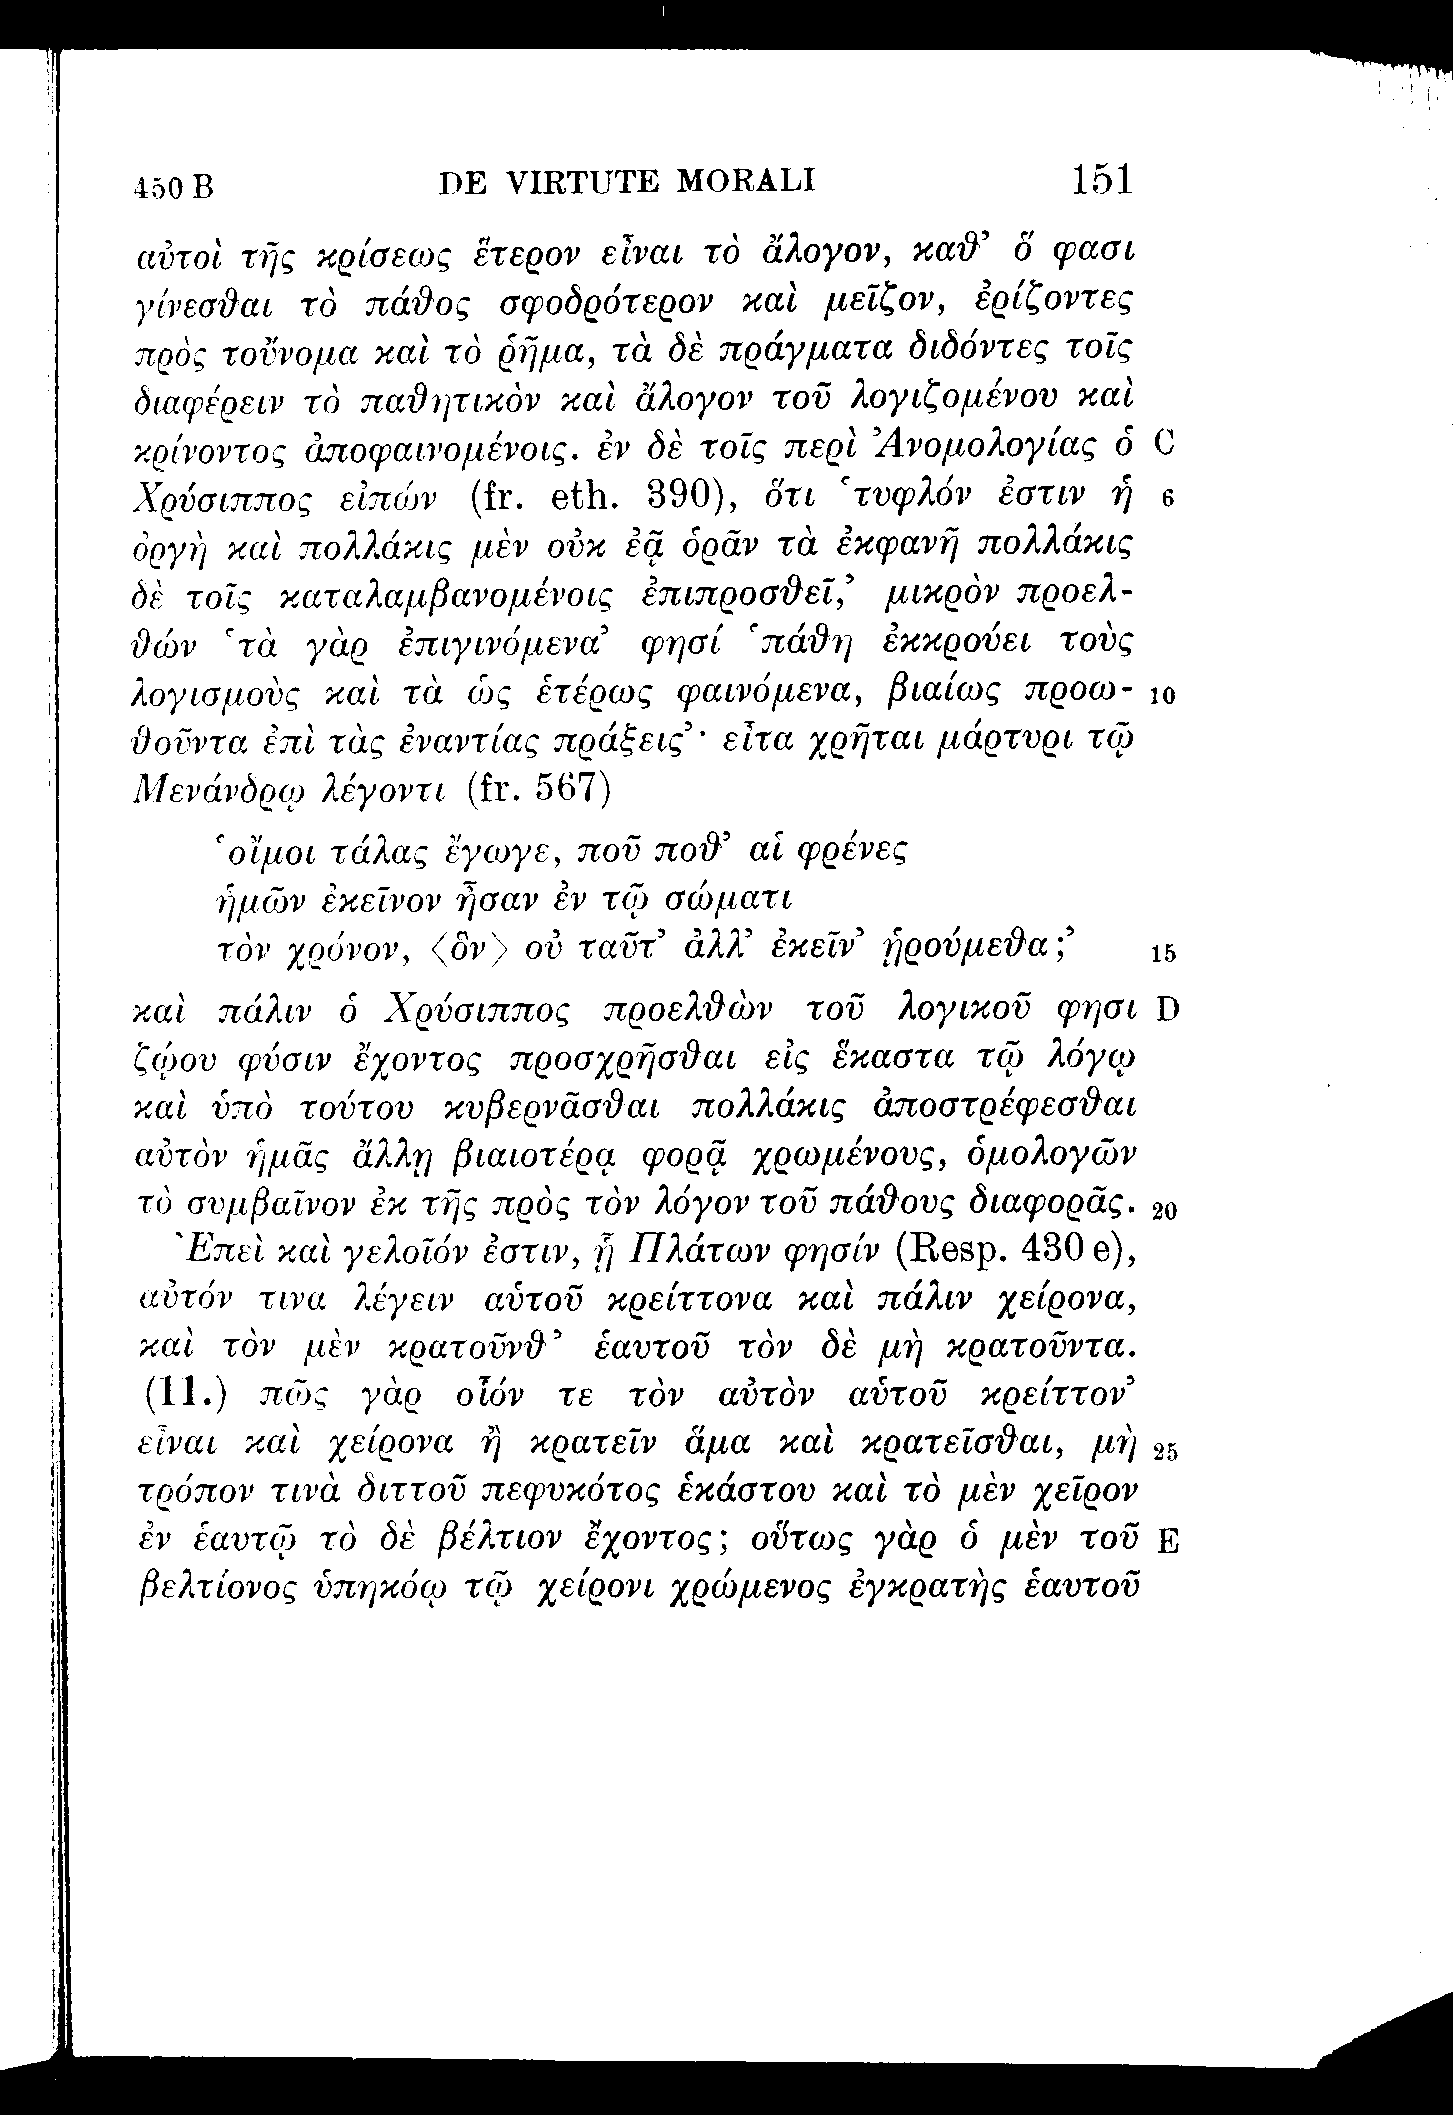 450 B DE VIRTUTE MORALI 151
αὐτοὶ τῆς κρίσεως ἕτερον εἶναι τὸ ἄλογον, καθ’ ὅ φασι
γίνεσθαι τὸ πάθος σφοδρότερον καὶ μεῖζον, ἐρίζοντες
πρὸς τοὔνομα καὶ τὸ ῥῆμα, τὰ δὲ πράγματα διδόντες τοῖς
διαφέρειν τὸ παθητικὸν καὶ ἄλογον τοῦ λογιζομένου καὶ
κρίνοντος ἀποφαινομένοις. ἐν δὲ τοῖς περὶ Ἀνομολογίας ὁ C
Χρύσιππος εἰπών (fr. eth. 390), ὅτι ‘τυφλόν ἐστιν ἡ 6
ὀργὴ καὶ πολλάκις μὲν οὐκ ἐᾷ ὁρᾶν τὰ ἐκφανῆ πολλάκις
δὲ τοῖς καταλαμβανομένοις ἐπιπροσθεῖ,’ μικρὸν προελ-
θών ‘τὰ γὰρ ἐπιγινόμενα’ φησί ‘πάθη ἐκκρούει τοὺς
λογισμοὺς καὶ τὰ ὡς ἑτέρως φαινόμενα, βιαίως προω- 10
θοῦντα ἐπὶ τὰς ἐναντίας πράξεις’· εἶτα χρῆται μάρτυρι τῷ
Μενάνδρῳ λέγοντι (fr. 567)
‘οἴμοι τάλας ἔγωγε, ποῦ ποθ’ αἱ φρένες
ἡμῶν ἐκεῖνον ἦσαν ἐν τῷ σώματι
τὸν χρόνον, 〈ὃν〉 οὐ ταῦτ’ ἀλλ’ ἐκεῖν’ ᾑρούμεθα;’ 15
καὶ πάλιν ὁ Χρύσιππος προελθὼν τοῦ λογικοῦ φησι D
ζῴου φύσιν ἔχοντος προσχρῆσθαι εἰς ἕκαστα τῷ λόγῳ
καὶ ὑπὸ τούτου κυβερνᾶσθαι πολλάκις ἀποστρέφεσθαι
αὐτὸν ἡμᾶς ἄλλῃ βιαιοτέρᾳ φορᾷ χρωμένους, ὁμολογῶν
τὸ συμβαῖνον ἐκ τῆς πρὸς τὸν λόγον τοῦ πάθους διαφορᾶς. 20
Ἐπεὶ καὶ γελοῖόν ἐστιν, ᾗ Πλάτων φησίν (Resp. 430 e),
αὐτόν τινα λέγειν αὑτοῦ κρείττονα καὶ πάλιν χείρονα,
καὶ τὸν μὲν κρατοῦνθ’ ἑαυτοῦ τὸν δὲ μὴ κρατοῦντα.
(11.) πῶς γὰρ οἷόν τε τὸν αὐτὸν αὑτοῦ κρείττον’
εἶναι καὶ χείρονα ἢ κρατεῖν ἅμα καὶ κρατεῖσθαι, μὴ 25
τρόπον τινὰ διττοῦ πεφυκότος ἑκάστου καὶ τὸ μὲν χεῖρον
ἐν ἑαυτῷ τὸ δὲ βέλτιον ἔχοντος; οὕτως γὰρ ὁ μὲν τοῦ E
βελτίονος ὑπηκόῳ τῷ χείρονι χρώμενος ἐγκρατὴς ἑαυτοῦ